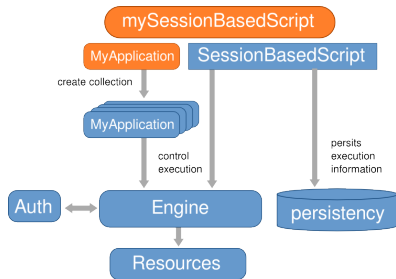 mySessionBasedScript
MyApplication
SessionBasedScript
create collection
MyApplication
control
execution
persits
execution
information
Auth
Engine
persistency
Resources